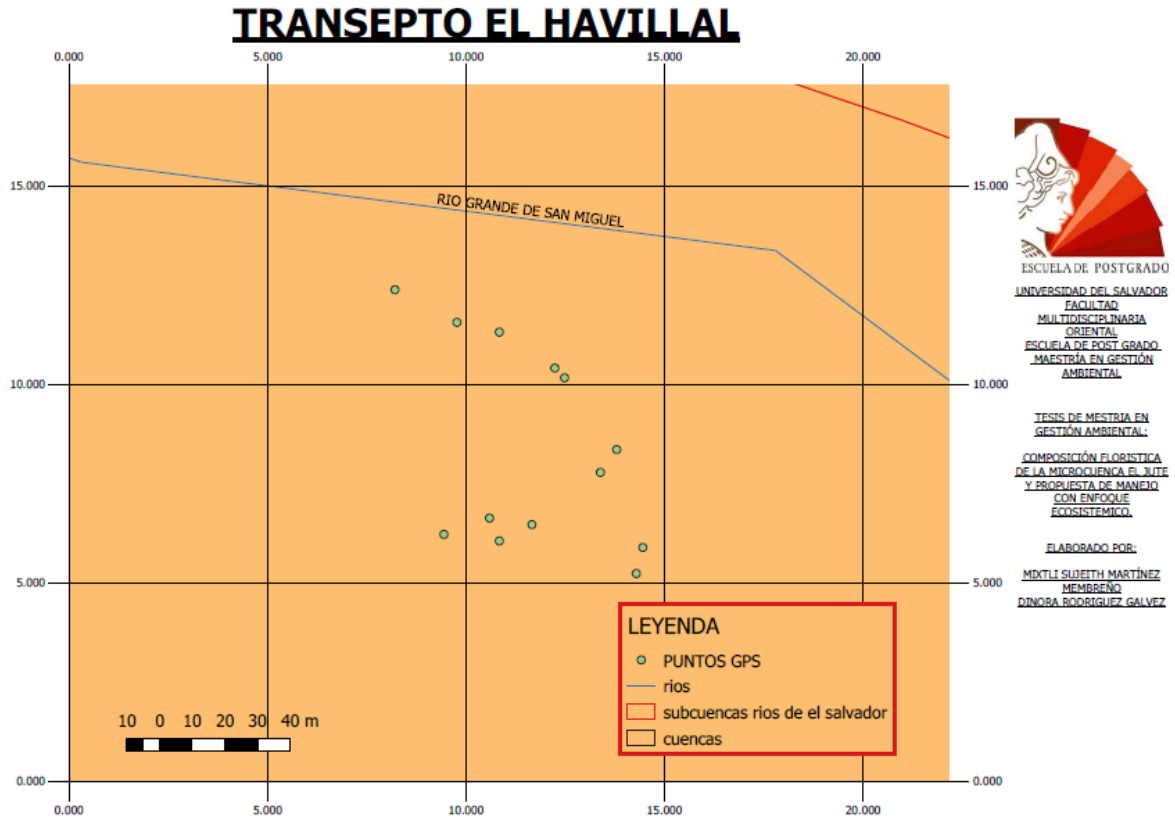 TRANSEPTO EL HAVILLAL
0.000 5.000 10.000 15.000 20.000
15.000 15.000
RIO GRANDE DE SAN MIGUEL
10.000 10.000
5.000 5.000
LEYENDA
PUNTOS GPS
rios
subcuencas rios de el salvador
cuencas
10 0 10 20 30 40 m
0.000 0.000
0.000 5.000 10.000 15.000 20.000
ESCUELA DE POSTGRADO
UNIVERSIDAD DEL SALVADOR
FACULTAD
MULTIDISCIPLINARIA
ORIENTAL
ESCUELA DE POST GRADO
MAESTRÍA EN GESTIÓN
AMBIENTAL
TESIS DE MESTRIA EN
GESTIÓN AMBIENTAL:
COMPOSICIÓN FLORISTICA
DE LA MICROCUENCA EL JUTE
Y PROPUESTA DE MANEJO
CON ENFOQUE
ECOSISTEMICO.
ELABORADO POR:
MIXTLI SUJEITH MARTÍNEZ
MEMBREÑO
DINORA RODRIGUEZ GALVEZ